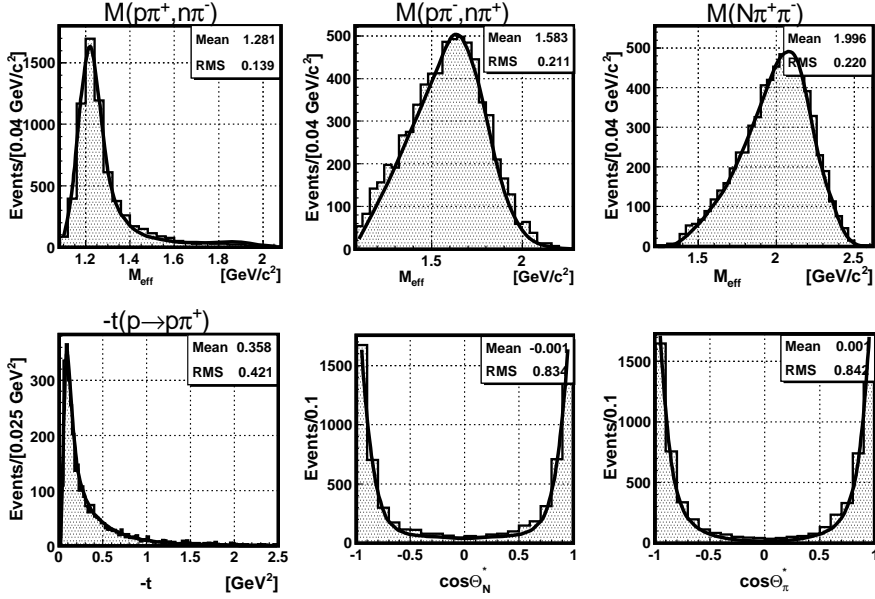 M(pπ⁺,nπ⁻)
Mean 1.281
RMS 0.139
Events/[0.04 GeV/c²]
1500
1000
500
0
1.2 1.4 1.6 1.8 2
M_eff [GeV/c²]
M(pπ⁻,nπ⁺)
Mean 1.583
RMS 0.211
Events/[0.04 GeV/c²]
500
400
300
200
100
0
1.5 2
M_eff [GeV/c²]
M(Nπ⁺π⁻)
Mean 1.996
RMS 0.220
Events/[0.04 GeV/c²]
500
400
300
200
100
0
1.5 2 2.5
M_eff [GeV/c²]
-t(p→pπ⁺)
Mean 0.358
RMS 0.421
Events/[0.025 GeV²]
300
200
100
0
0 0.5 1 1.5 2 2.5
-t [GeV²]
Mean -0.001
RMS 0.834
Events/0.1
1500
1000
500
0
-1 -0.5 0 0.5 1
cosΘ*_N
Mean 0.001
RMS 0.842
Events/0.1
1500
1000
500
0
-1 -0.5 0 0.5 1
cosΘ*_π